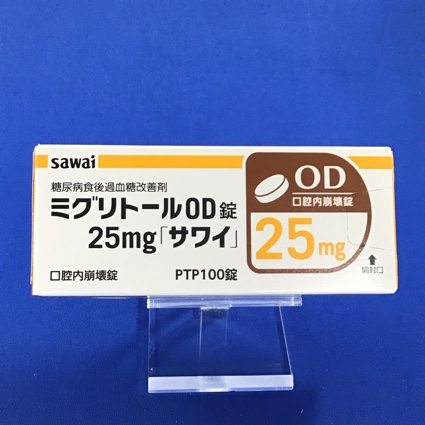 sawai
糖尿病食後過血糖改善剤
ミグリトールOD錠
25mg「サワイ」
口腔内崩壊錠
PTP100錠
OD
口腔内崩壊錠
25mg
開封口